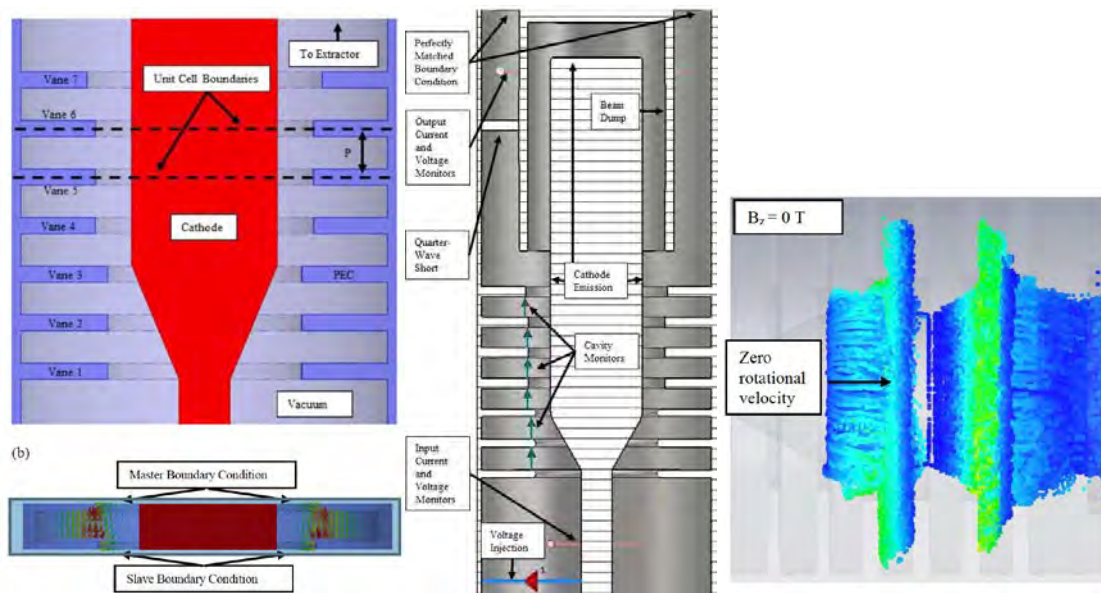 To Extractor
Vane 7
Unit Cell Boundaries
Vane 6
P
Vane 5
Vane 4
Cathode
Vane 3
PEC
Vane 2
Vane 1
Vacuum
(b)
Master Boundary Condition
Slave Boundary Condition
Perfectly
Matched
Boundary
Condition
Beam
Dump
Output
Current
and
Voltage
Monitors
Quarter-
Wave
Short
Cathode
Emission
Cavity
Monitors
Input
Current
and
Voltage
Monitors
Voltage
Injection
1
B_z = 0 T
Zero
rotational
velocity